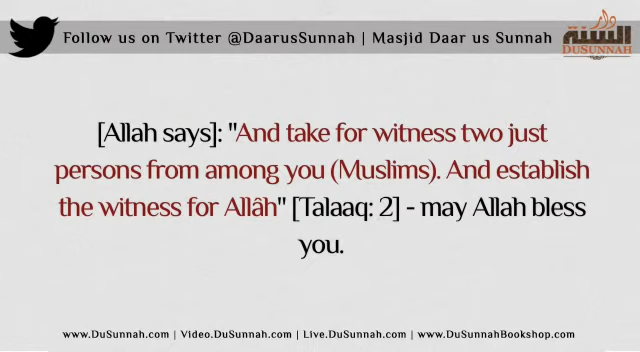 Follow us on Twitter @DaarusSunnah | Masjid Daar us Sunnah
دار
السنة
DUSUNNAH
[Allah says]: "And take for witness two just
persons from among you (Muslims). And establish
the witness for Allâh" [Talaaq: 2] - may Allah bless
you.
www.DuSunnah.com | Video.DuSunnah.com | Live.DuSunnah.com | www.DuSunnahBookshop.com